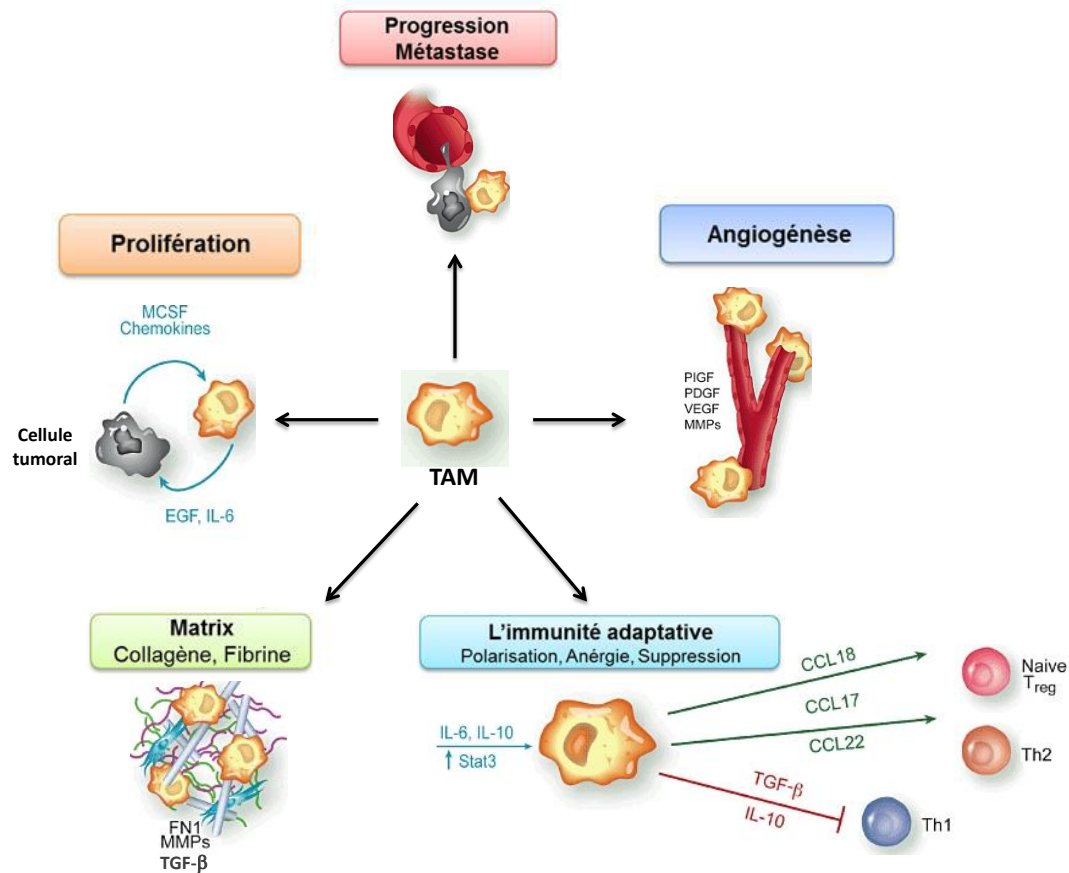 Progression
Métastase
Prolifération
Angiogénèse
MCSF
Chemokines
PlGF
PDGF
VEGF
MMPs
Cellule
tumoral
TAM
EGF, IL-6
Matrix
Collagène, Fibrine
L'immunité adaptative
Polarisation, Anérgie, Suppression
CCL18
Naive
Treg
CCL17
IL-6, IL-10
↑ Stat3
CCL22
Th2
TGF-β
IL-10
Th1
FN1
MMPs
TGF-β